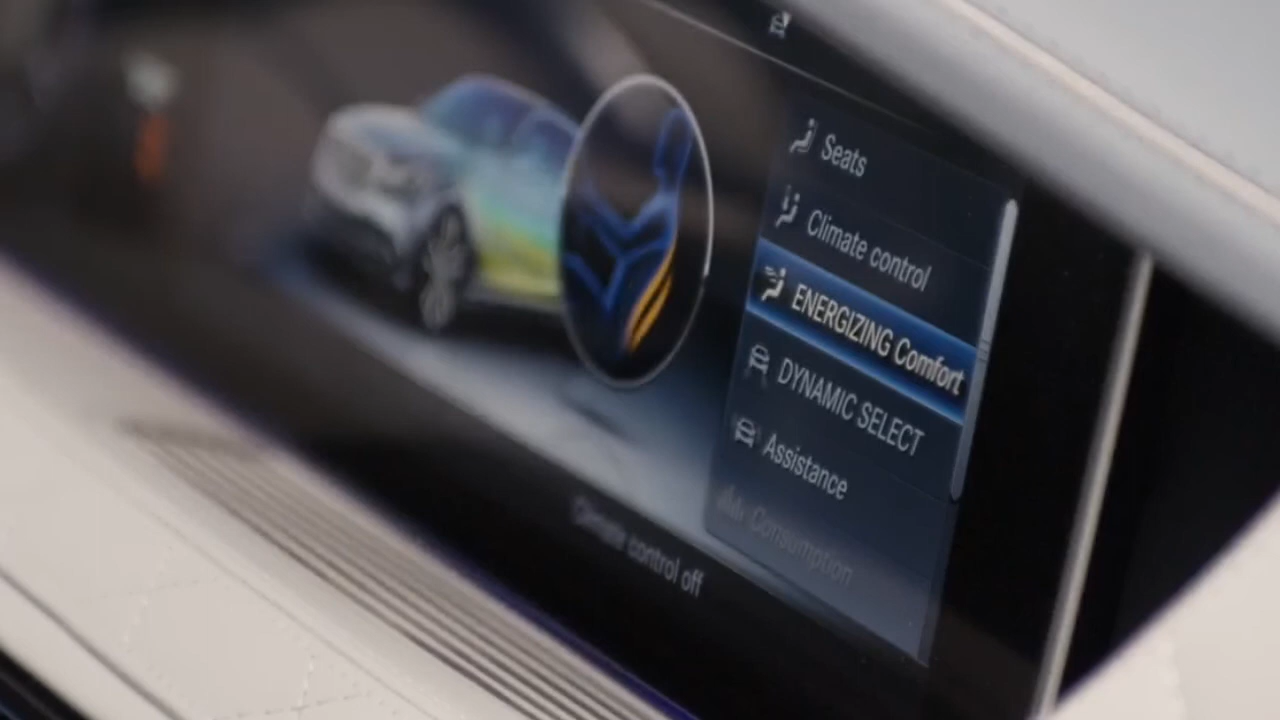 Seats
Climate control
ENERGIZING Comfort
DYNAMIC SELECT
Assistance
Consumption
Climate control off